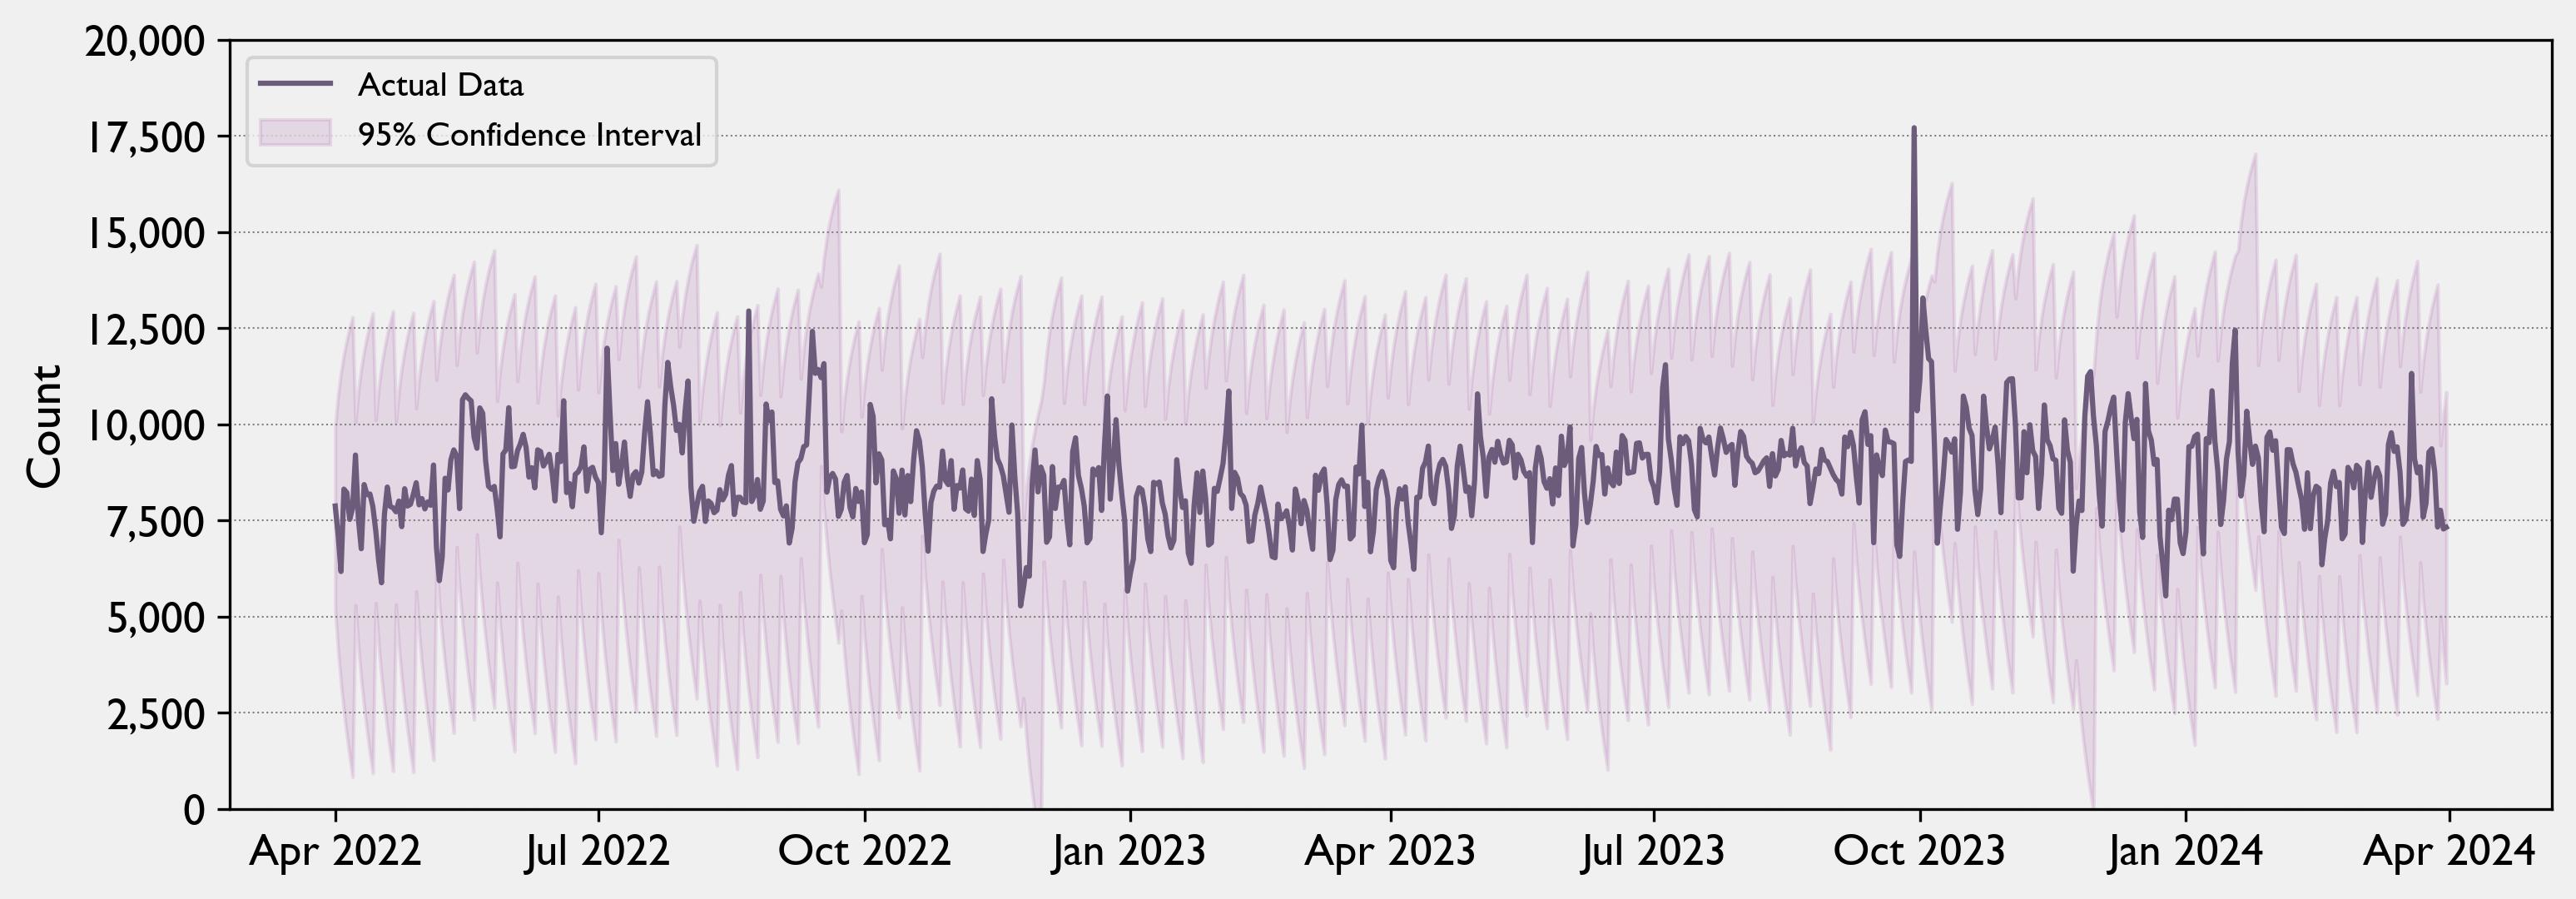 20,000
17,500
15,000
12,500
10,000
7,500
5,000
2,500
0
Count
Actual Data
95% Confidence Interval
Apr 2022
Jul 2022
Oct 2022
Jan 2023
Apr 2023
Jul 2023
Oct 2023
Jan 2024
Apr 2024